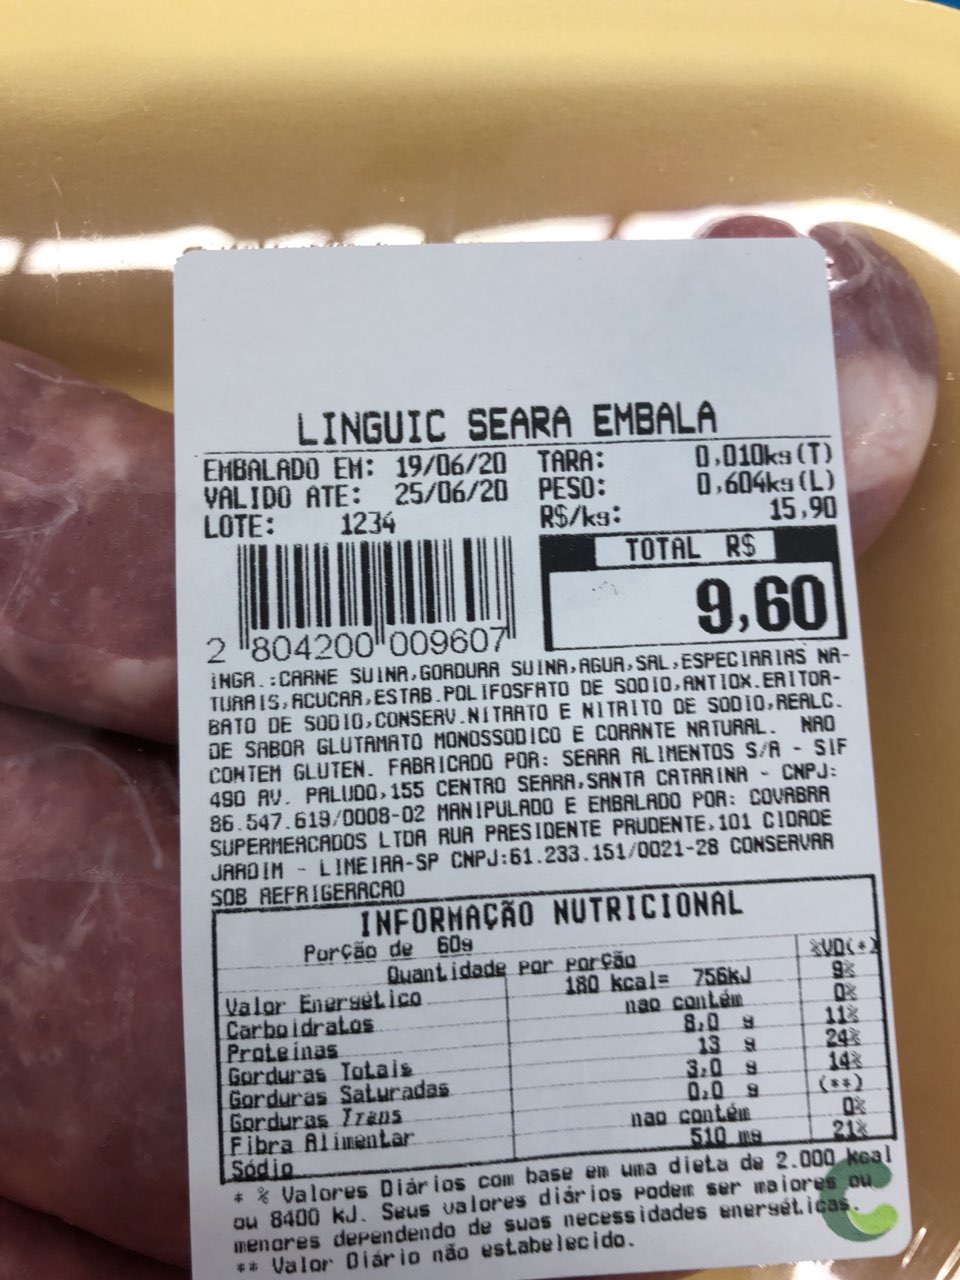 LINGUIC SEARA EMBALA
EMBALADO EM: 19/06/20 TARA: 0,010kg(T)
VALIDO ATE: 25/06/20 PESO: 0,604kg(L)
LOTE: 1234 R$/kg: 15,90
TOTAL R$
9,60
2 804200 009607
INGR.:CARNE SUINA,GORDURA SUINA,AGUA,SAL,ESPECIARIAS NA-
TURAIS,ACUCAR,ESTAB.POLIFOSFATO DE SODIO,ANTIOX.ERITOR-
BATO DE SODIO,CONSERV.NITRATO E NITRITO DE SODIO,REALC.
DE SABOR GLUTAMATO MONOSSODICO E CORANTE NATURAL. NAO
CONTEM GLUTEN. FABRICADO POR: SEARA ALIMENTOS S/A - SIF
490 AV. PALUDO,155 CENTRO SEARA,SANTA CATARINA - CNPJ:
86.547.619/0008-02 MANIPULADO E EMBALADO POR: COVABRA
SUPERMERCADOS LTDA RUA PRESIDENTE PRUDENTE,101 CIDADE
JARDIM - LIMEIRA-SP CNPJ:61.233.151/0021-28 CONSERVAR
SOB REFRIGERACAO
INFORMAÇÃO NUTRICIONAL
Porção de 60g
Quantidade por porção %VD(*)
Valor Energético 180 kcal= 756kJ 9%
Carboidratos nao contém 0%
Proteinas 8,0 g 11%
Gorduras Totais 13 g 24%
Gorduras Saturadas 3,0 g 14%
Gorduras Trans 0,0 g (**)
Fibra Alimentar nao contém 0%
Sódio 510 mg 21%
* % Valores Diários com base em uma dieta de 2.000 kcal
ou 8400 kJ. Seus valores diários podem ser maiores ou
menores dependendo de suas necessidades energéticas.
** Valor Diário não estabelecido.